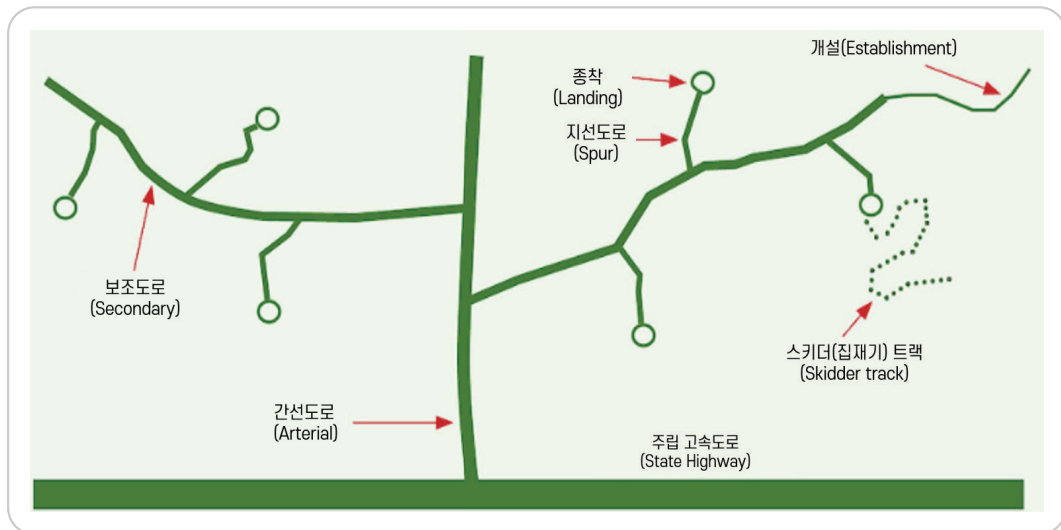 개설(Establishment)
종착
(Landing)
지선도로
(Spur)
보조도로
(Secondary)
스키더(집재기) 트랙
(Skidder track)
간선도로
(Arterial)
주립 고속도로
(State Highway)